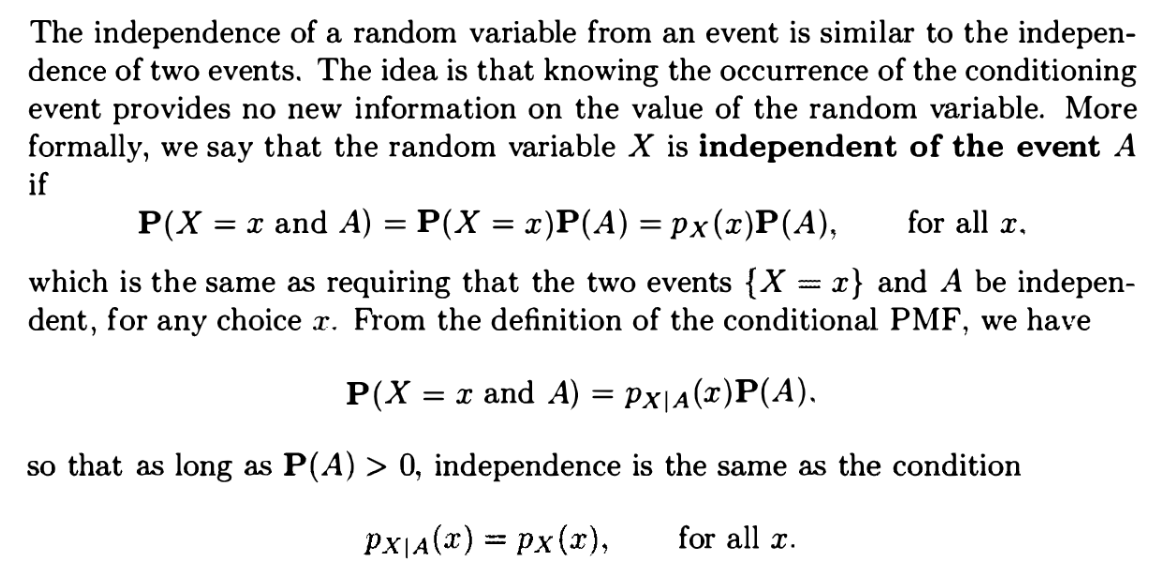 The independence of a random variable from an event is similar to the indepen-
dence of two events. The idea is that knowing the occurrence of the conditioning
event provides no new information on the value of the random variable. More
formally, we say that the random variable X is independent of the event A
if
P(X = x and A) = P(X = x)P(A) = p_X(x)P(A), for all x.
which is the same as requiring that the two events {X = x} and A be indepen-
dent, for any choice x. From the definition of the conditional PMF, we have
P(X = x and A) = p_{X|A}(x)P(A).
so that as long as P(A) > 0, independence is the same as the condition
p_{X|A}(x) = p_X(x), for all x.